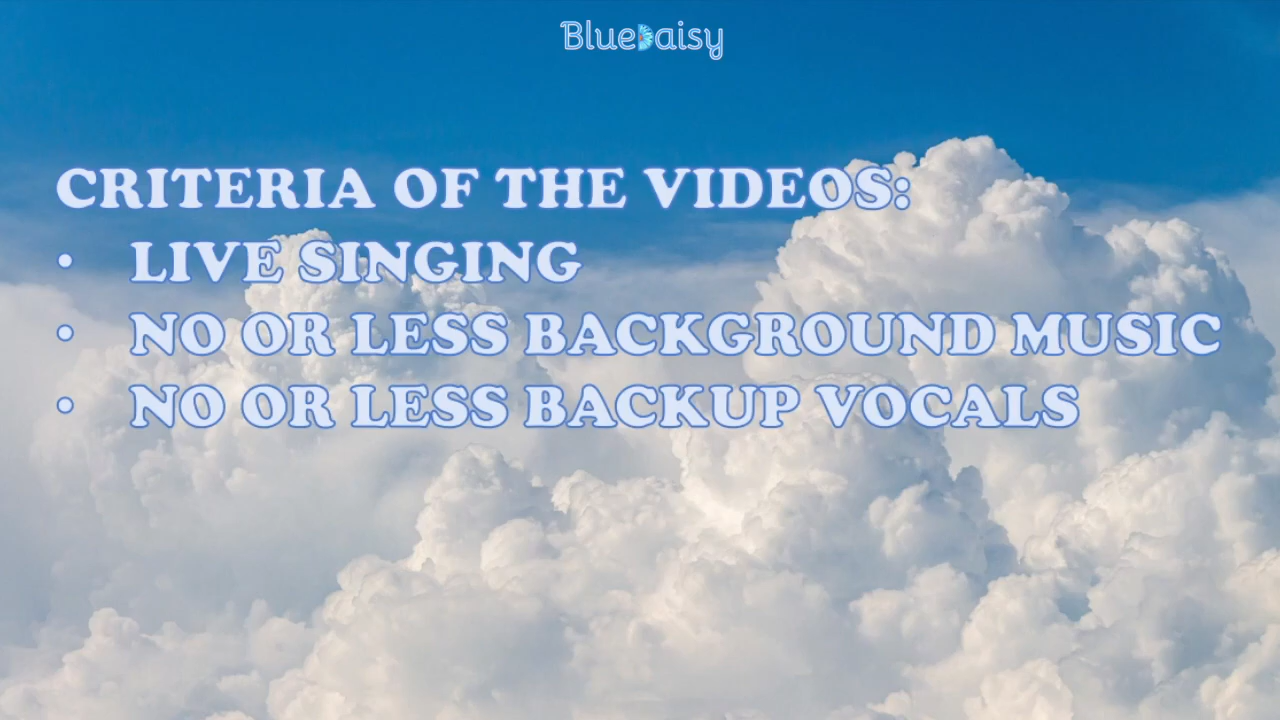 BlueDaisy
CRITERIA OF THE VIDEOS:
• LIVE SINGING
• NO OR LESS BACKGROUND MUSIC
• NO OR LESS BACKUP VOCALS